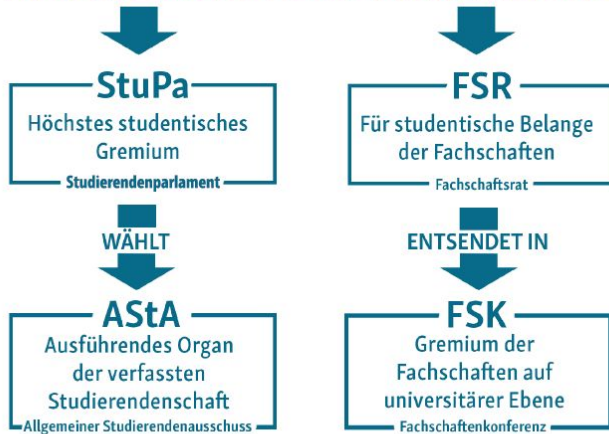 StuPa
Höchstes studentisches
Gremium
Studierendenparlament
WÄHLT
AStA
Ausführendes Organ
der verfassten
Studierendenschaft
Allgemeiner Studierendenausschuss
FSR
Für studentische Belange
der Fachschaften
Fachschaftsrat
ENTSENDET IN
FSK
Gremium der
Fachschaften auf
universitärer Ebene
Fachschaftenkonferenz